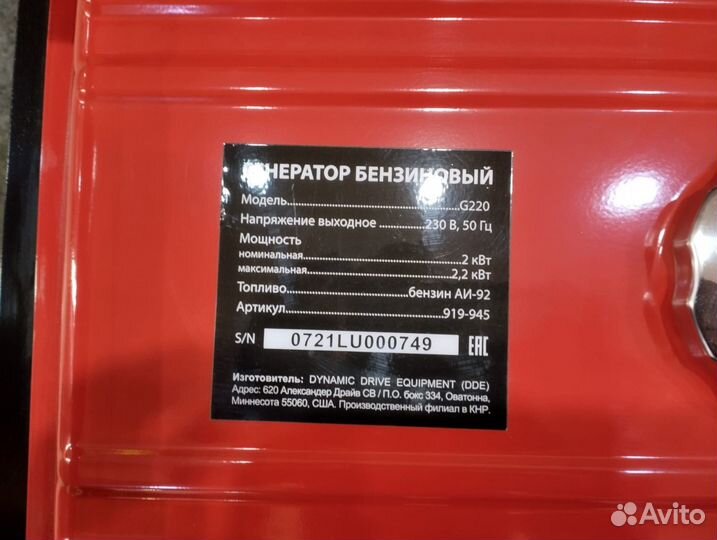 ГЕНЕРАТОР БЕНЗИНОВЫЙ
Модель G220
Напряжение выходное 230 В, 50 Гц
Мощность
номинальная 2 кВт
максимальная 2,2 кВт
Топливо бензин АИ-92
Артикул 919-945
S/N 0721LU000749 EAC
Изготовитель: DYNAMIC DRIVE EQUIPMENT (DDE)
Адрес: 620 Александер Драйв СВ / П.О. бокс 334, Оватонна,
Миннесота 55060, США. Производственный филиал в КНР.
Avito